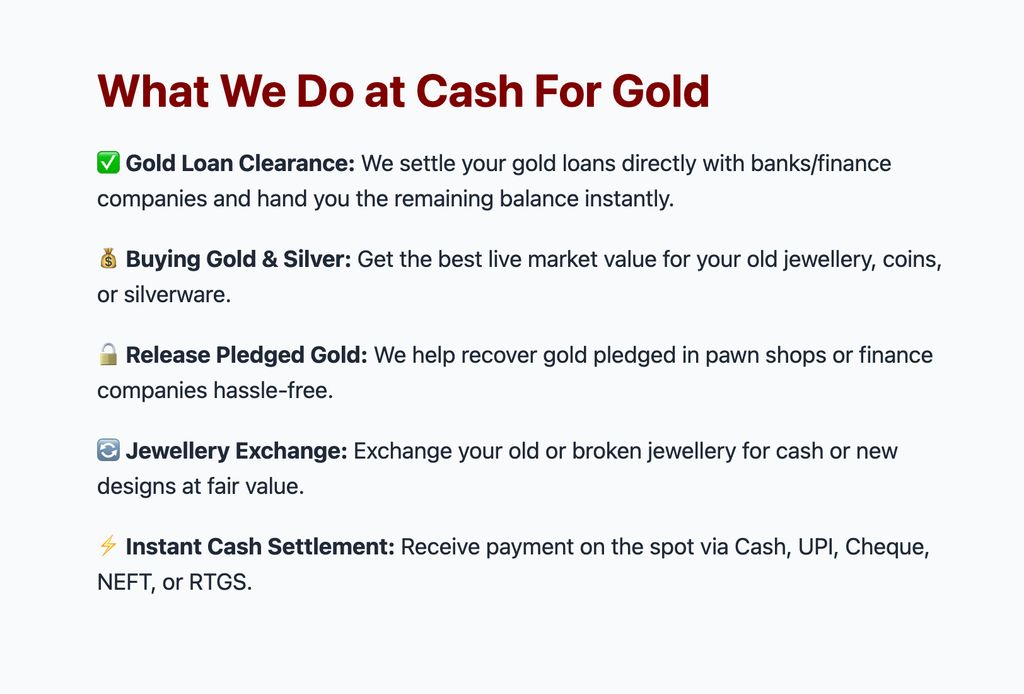 What We Do at Cash For Gold
✅ Gold Loan Clearance: We settle your gold loans directly with banks/finance
companies and hand you the remaining balance instantly.
💰 Buying Gold & Silver: Get the best live market value for your old jewellery, coins,
or silverware.
🔓 Release Pledged Gold: We help recover gold pledged in pawn shops or finance
companies hassle-free.
🔄 Jewellery Exchange: Exchange your old or broken jewellery for cash or new
designs at fair value.
⚡ Instant Cash Settlement: Receive payment on the spot via Cash, UPI, Cheque,
NEFT, or RTGS.